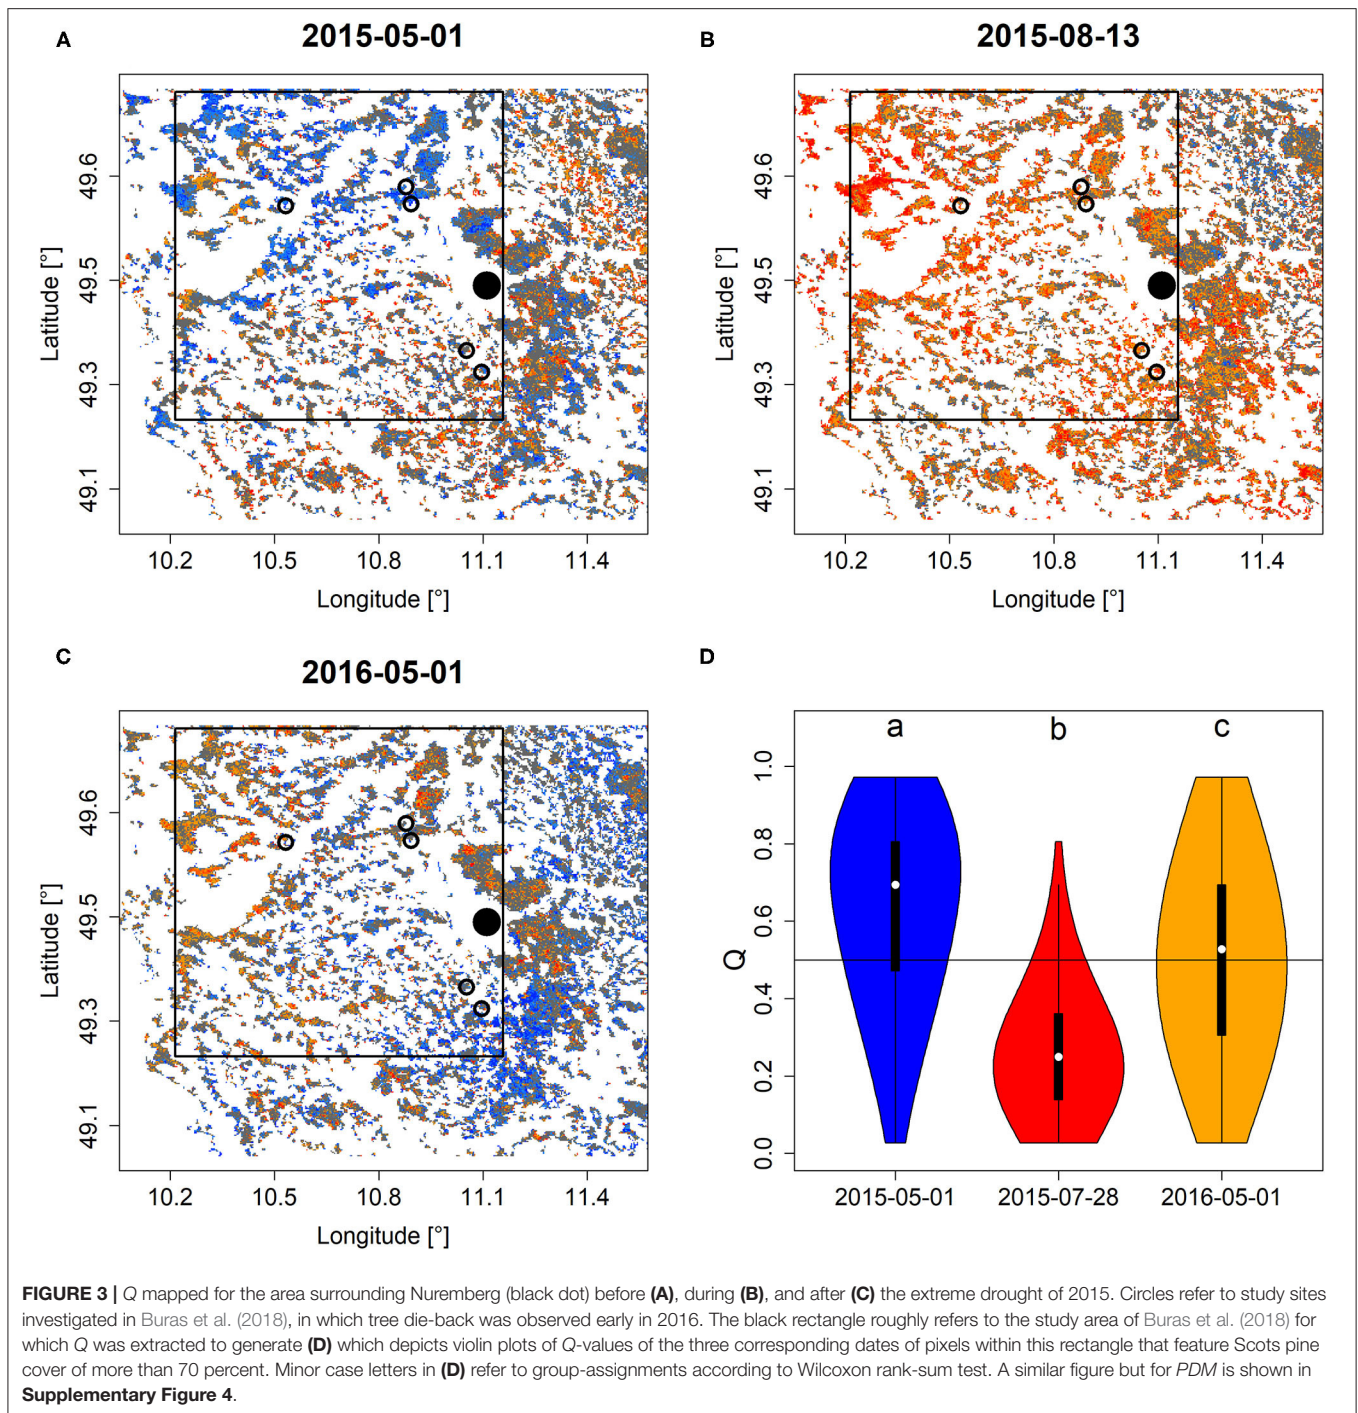 A
2015-05-01
Latitude [°]
49.6
49.5
49.3
49.1
10.2 10.5 10.8 11.1 11.4
Longitude [°]
B
2015-08-13
Latitude [°]
49.6
49.5
49.3
49.1
10.2 10.5 10.8 11.1 11.4
Longitude [°]
C
2016-05-01
Latitude [°]
49.6
49.5
49.3
49.1
10.2 10.5 10.8 11.1 11.4
Longitude [°]
D
a b c
Q
1.0
0.8
0.6
0.4
0.2
0.0
2015-05-01 2015-07-28 2016-05-01
FIGURE 3 | Q mapped for the area surrounding Nuremberg (black dot) before (A), during (B), and after (C) the extreme drought of 2015. Circles refer to study sites
investigated in Buras et al. (2018), in which tree die-back was observed early in 2016. The black rectangle roughly refers to the study area of Buras et al. (2018) for
which Q was extracted to generate (D) which depicts violin plots of Q-values of the three corresponding dates of pixels within this rectangle that feature Scots pine
cover of more than 70 percent. Minor case letters in (D) refer to group-assignments according to Wilcoxon rank-sum test. A similar figure but for PDM is shown in
Supplementary Figure 4.